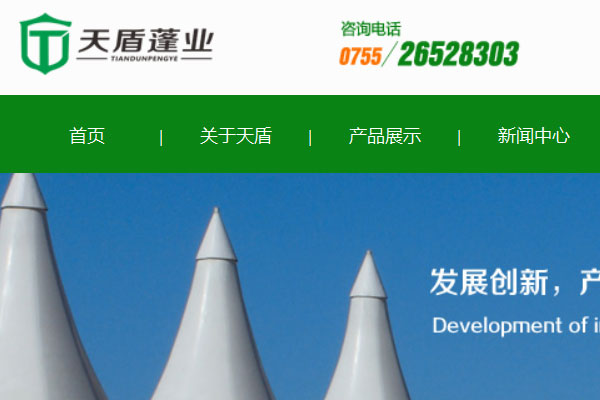 天盾蓬业
TIANDUNPENGYE
咨询电话
0755/26528303
首页 | 关于天盾 | 产品展示 | 新闻中心
发展创新，产
Development of i